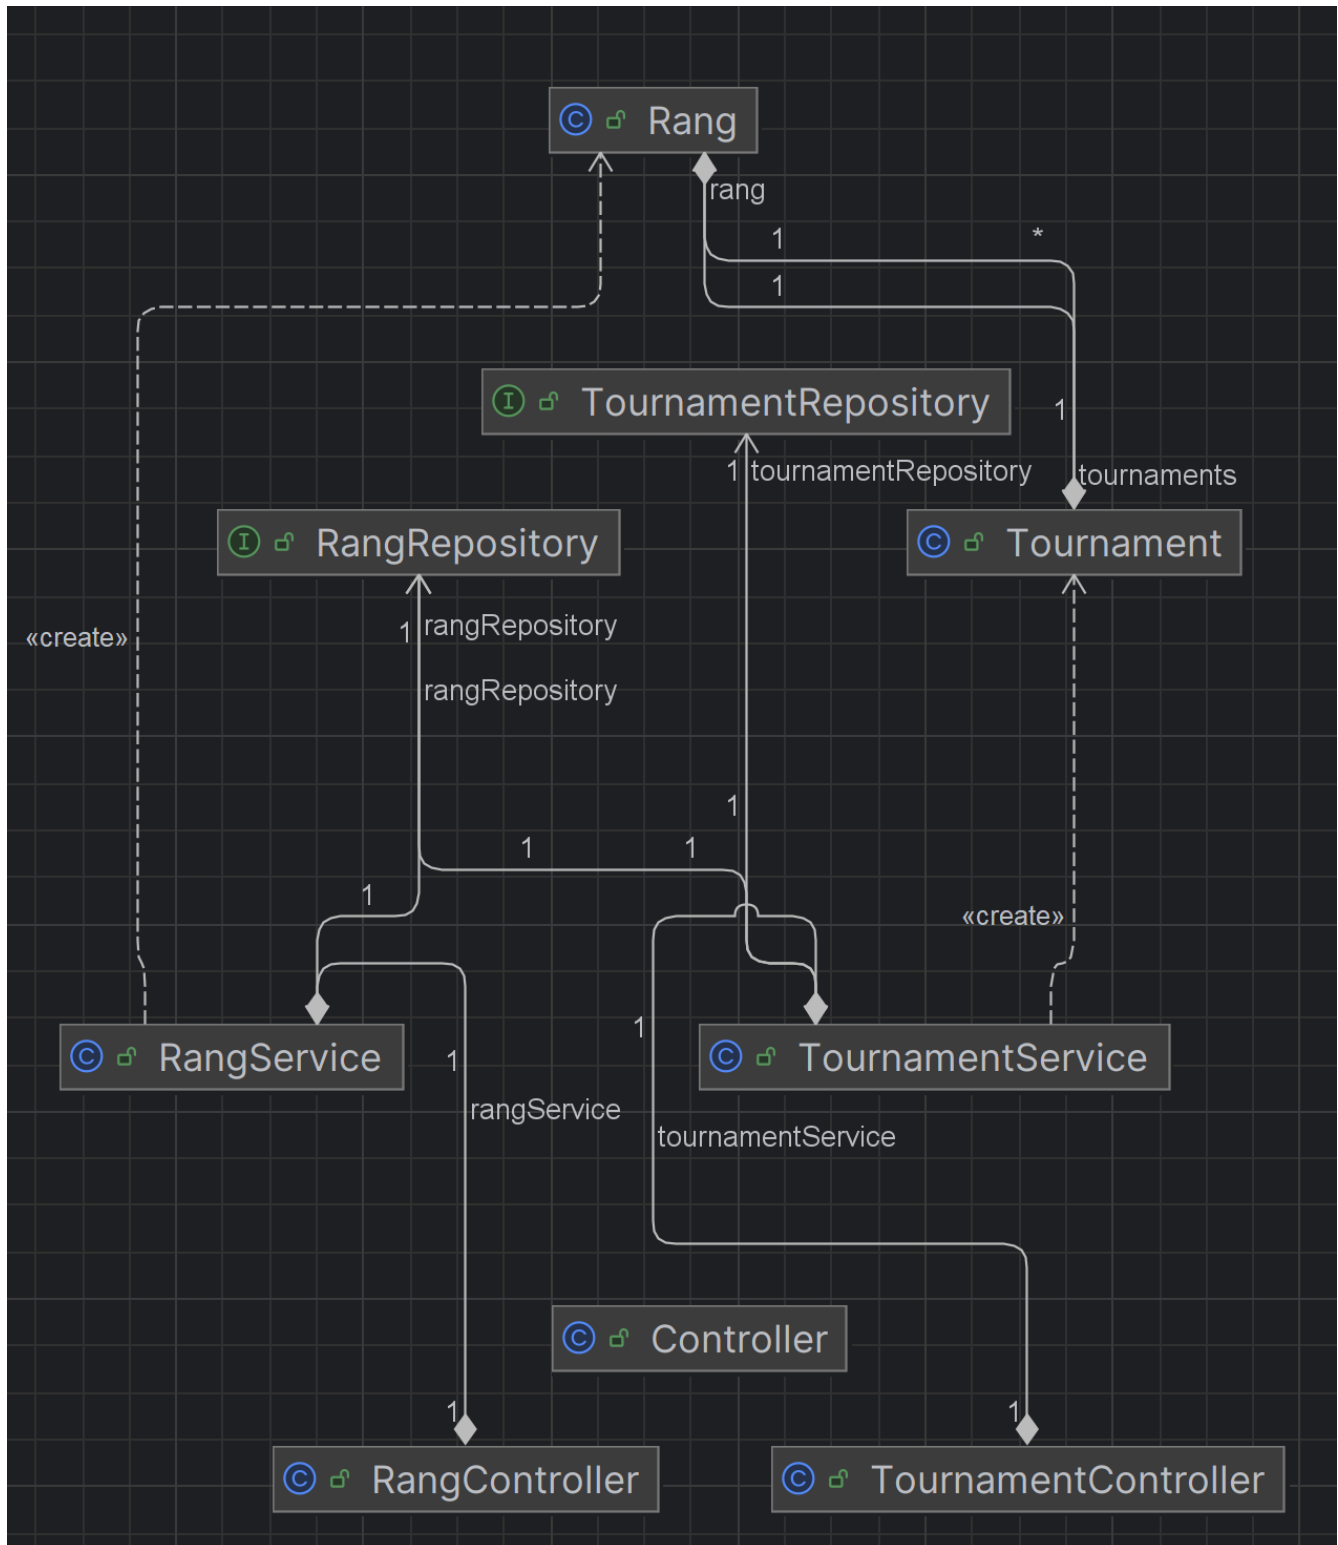 C Rang
rang
1 *
1
I TournamentRepository
1
1 tournamentRepository
tournaments
I RangRepository
C Tournament
1 rangRepository
«create»
rangRepository
1
1 1
1
«create»
1
C RangService
C TournamentService
1
rangService
tournamentService
C Controller
1
1
C RangController
C TournamentController